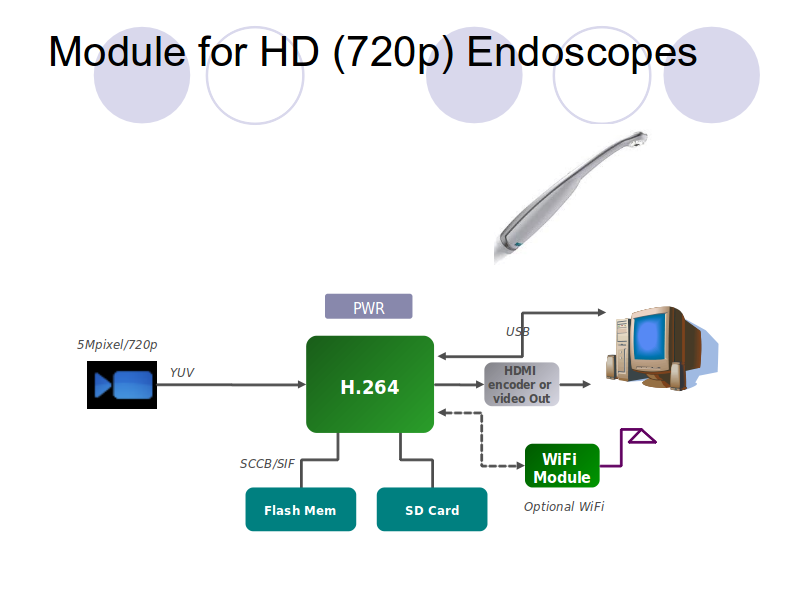 Module for HD (720p) Endoscopes
PWR
5Mpixel/720p
YUV
H.264
USB
HDMI
encoder or
video Out
SCCB/SIF
WiFi
Module
Flash Mem
SD Card
Optional WiFi